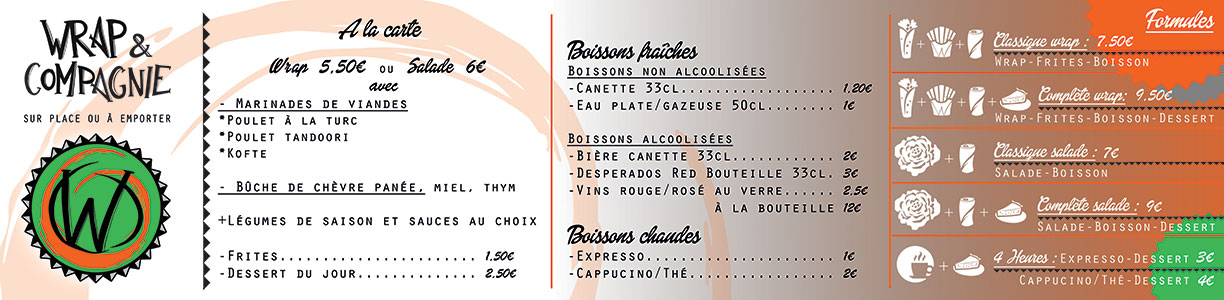 WRAP &
COMPAGNIE
SUR PLACE OU À EMPORTER
W
A la carte
Wrap 5,50€ ou Salade 6€
avec
- MARINADES DE VIANDES
*POULET À LA TURC
*POULET TANDOORI
*KOFTE
- BÛCHE DE CHÈVRE PANÉE, MIEL, THYM
+LÉGUMES DE SAISON ET SAUCES AU CHOIX
-FRITES........................ 1.50€
-DESSERT DU JOUR.............. 2.50€
Boissons fraîches
BOISSONS NON ALCOOLISÉES
-CANETTE 33CL................... 1,20€
-EAU PLATE/GAZEUSE 50CL........ 1€
BOISSONS ALCOOLISÉES
-BIÈRE CANETTE 33CL............ 2€
-DESPERADOS RED BOUTEILLE 33CL. 3€
-VINS ROUGE/ROSÉ AU VERRE...... 2.5€
À LA BOUTEILLE 12€
Boissons chaudes
-EXPRESSO....................... 1€
-CAPPUCINO/THÉ.................. 2€
Formules
Classique wrap : 7.50€
WRAP-FRITES-BOISSON
Complète wrap: 9.50€
WRAP-FRITES-BOISSON-DESSERT
Classique salade : 7€
SALADE-BOISSON
Complète salade : 9€
SALADE-BOISSON-DESSERT
4 Heures : EXPRESSO-DESSERT 3€
CAPPUCINO/THÉ-DESSERT 4€